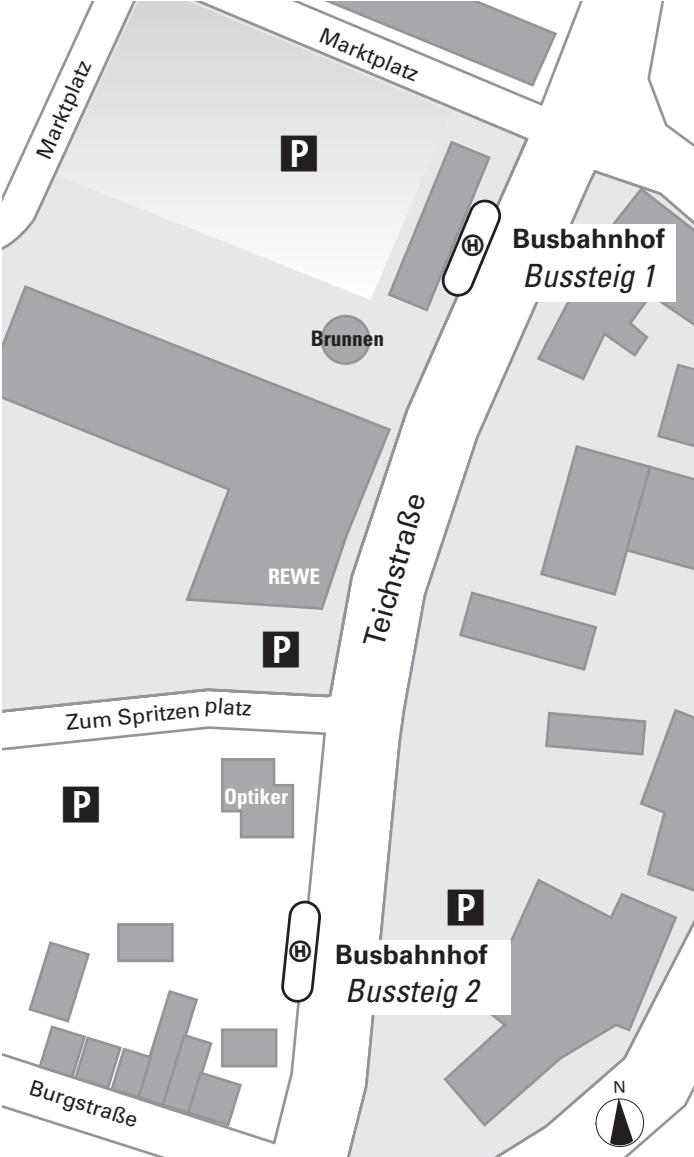 Marktplatz
Marktplatz
P
H
Busbahnhof
Bussteig 1
Brunnen
Teichstraße
REWE
P
Zum Spritzen platz
P
Optiker
P
H
Busbahnhof
Bussteig 2
Burgstraße
N